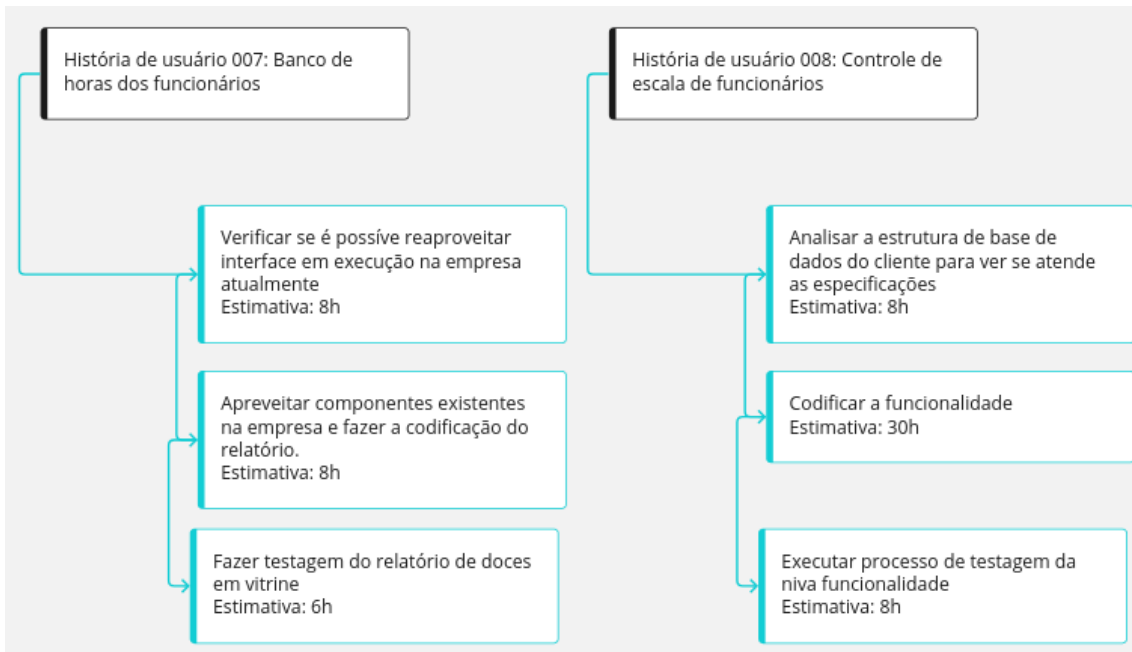 História de usuário 007: Banco de
horas dos funcionários
Verificar se é possíve reaproveitar
interface em execução na empresa
atualmente
Estimativa: 8h
Apreveitar componentes existentes
na empresa e fazer a codificação do
relatório.
Estimativa: 8h
Fazer testagem do relatório de doces
em vitrine
Estimativa: 6h
História de usuário 008: Controle de
escala de funcionários
Analisar a estrutura de base de
dados do cliente para ver se atende
as especificações
Estimativa: 8h
Codificar a funcionalidade
Estimativa: 30h
Executar processo de testagem da
niva funcionalidade
Estimativa: 8h